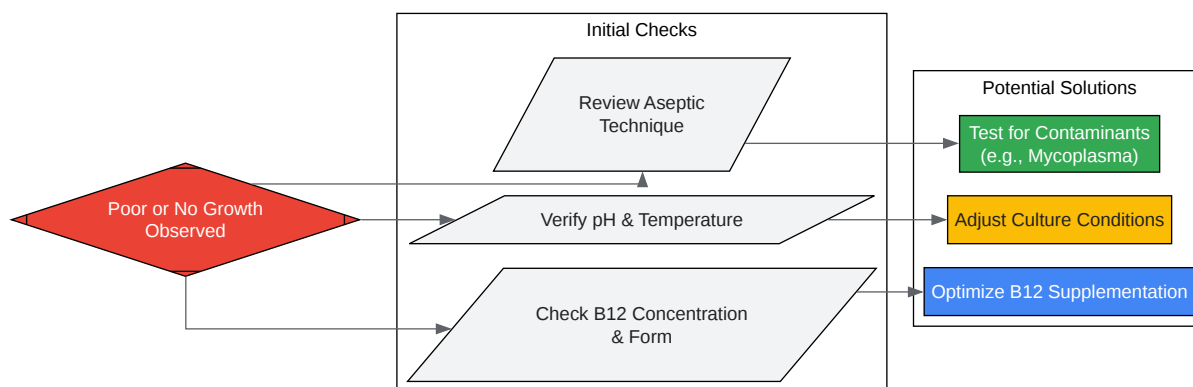 Initial Checks
Review Aseptic
Technique
Potential Solutions
Test for Contaminants
(e.g., Mycoplasma)
Poor or No Growth
Observed
Verify pH & Temperature
Adjust Culture Conditions
Check B12 Concentration
& Form
Optimize B12 Supplementation